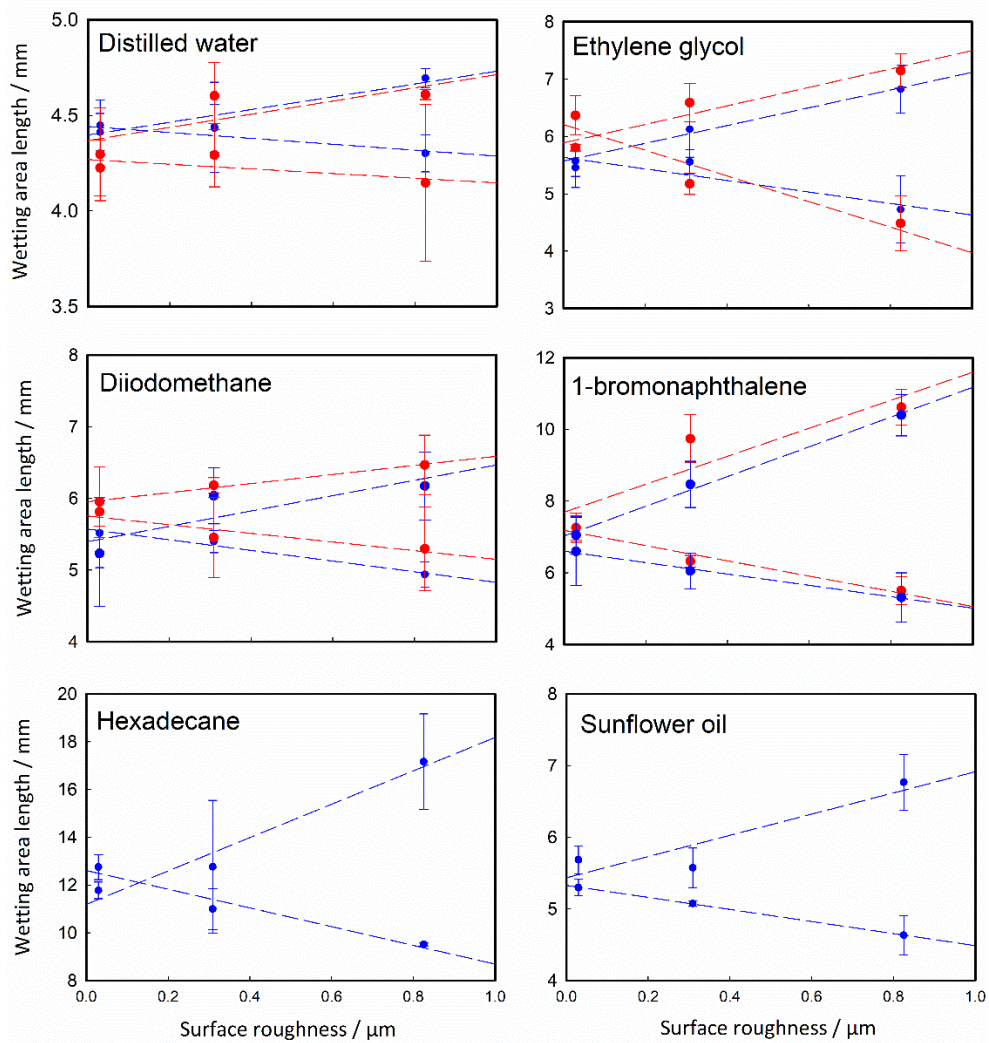 Distilled water
Wetting area length / mm
5.0
4.5
4.0
3.5
Ethylene glycol
8
7
6
5
4
3
Diiodomethane
Wetting area length / mm
8
7
6
5
4
1-bromonaphthalene
12
10
8
6
4
Hexadecane
Wetting area length / mm
20
18
16
14
12
10
8
0.0 0.2 0.4 0.6 0.8 1.0
Surface roughness / µm
Sunflower oil
8
7
6
5
4
0.0 0.2 0.4 0.6 0.8 1.0
Surface roughness / µm